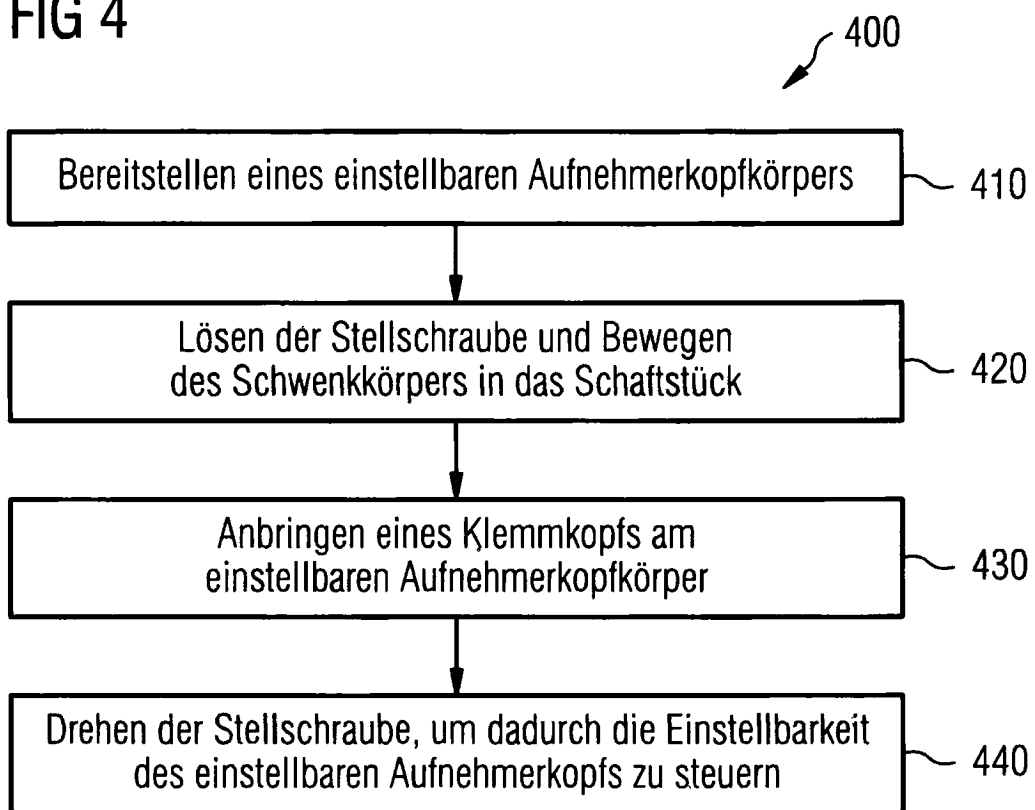 FIG 4
400
Bereitstellen eines einstellbaren Aufnehmerkopfkörpers
410
Lösen der Stellschraube und Bewegen
des Schwenkkörpers in das Schaftstück
420
Anbringen eines Klemmkopfs am
einstellbaren Aufnehmerkopfkörper
430
Drehen der Stellschraube, um dadurch die Einstellbarkeit
des einstellbaren Aufnehmerkopfs zu steuern
440